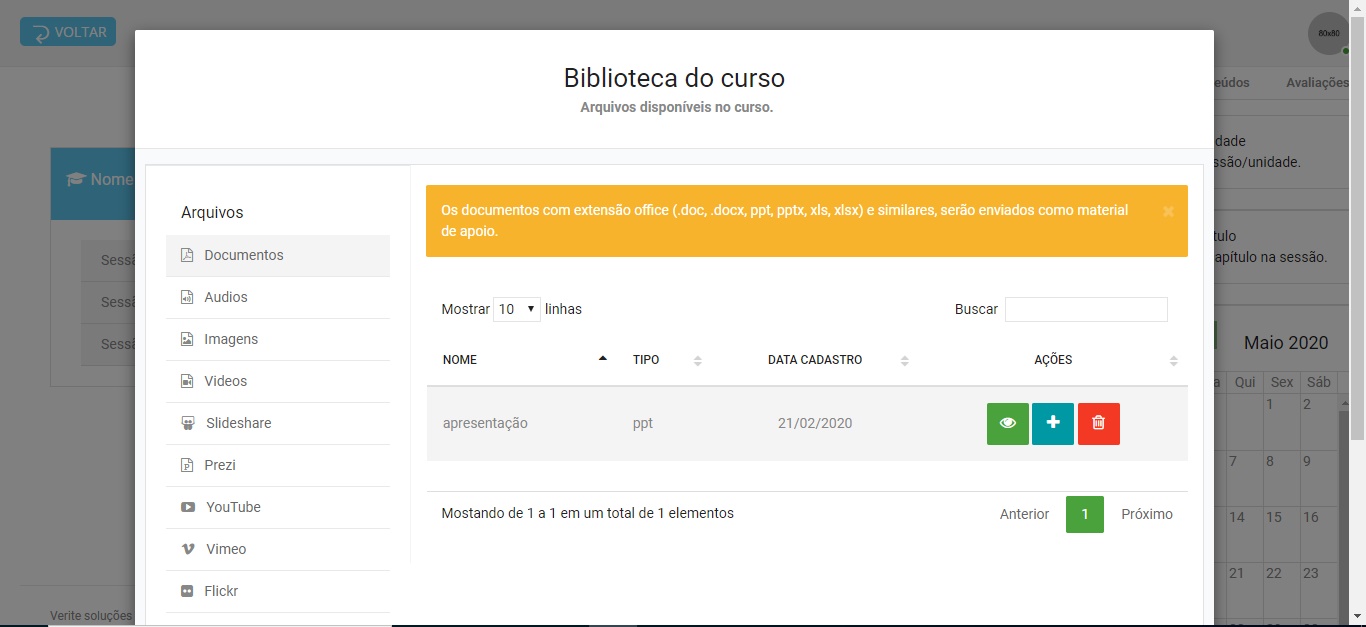 VOLTAR
80x80
Biblioteca do curso
Arquivos disponíveis no curso.
eúdos
Avaliações
Nome
dade
ssão/unidade.
Arquivos
Documentos
Audios
Imagens
Videos
Slideshare
Prezi
YouTube
Vimeo
Flickr
Os documentos com extensão office (.doc, .docx, ppt, pptx, xls, xlsx) e similares, serão enviados como material
de apoio.
×
Sessã
Sessã
Sessã
tulo
apítulo na sessão.
Mostrar 10 linhas
Buscar
NOME TIPO DATA CADASTRO AÇÕES
apresentação ppt 21/02/2020
Mostando de 1 a 1 em um total de 1 elementos
Anterior 1 Próximo
Maio 2020
a Qui Sex Sáb
1 2
7 8 9
14 15 16
21 22 23
Verite soluções